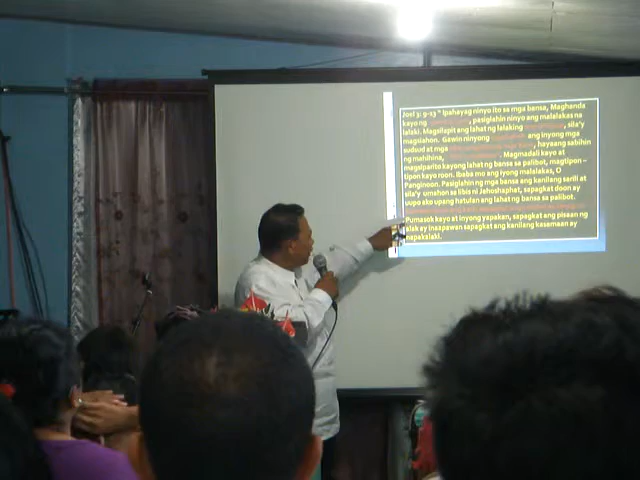 Joel 3: 9-13 " Ipahayag ninyo ito sa mga bansa, Maghanda
kayo ng , pasiglahin ninyo ang malalakas na
lalaki. Magsilapit ang lahat ng lalaking , sila'y
magsiahon. Gawin ninyong ang inyong mga
sudsud at mga , hayaang sabihin
ng mahihina, . Magmadali kayo at
magsiparito kayong lahat ng bansa sa palibot, magtipon –
tipon kayo roon. Ibaba mo ang iyong malalakas, O
Panginoon. Pasiglahin ng mga bansa ang kanilang sarili at
sila'y umahon sa libis ni Jehoshaphat, sapagkat doon ay
uupo ako upang hatulan ang lahat ng bansa sa palibot.
Pumasok kayo at inyong yapakan, sapagkat ang pisaan ng
alak ay inaapawan sapagkat ang kanilang kasamaan ay
napakalaki.